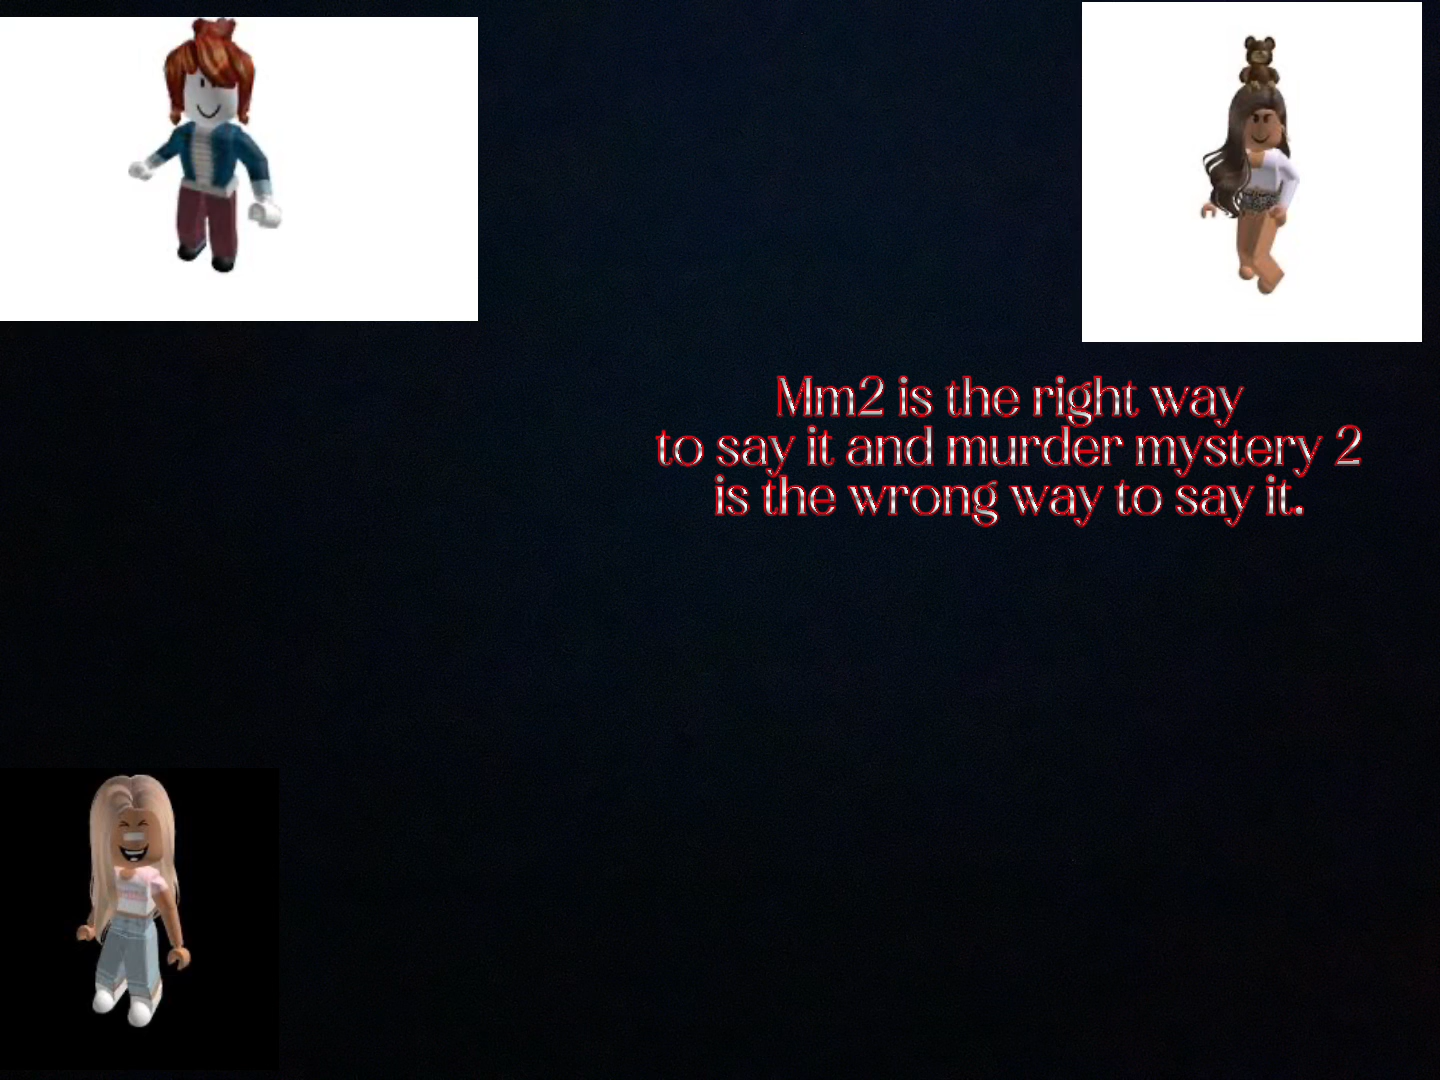 Mm2 is the right way
to say it and murder mystery 2
is the wrong way to say it.